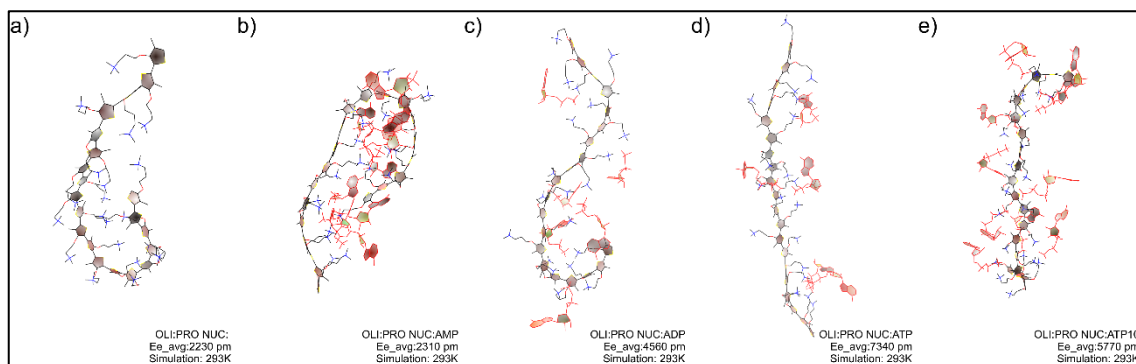 a)
b)
c)
d)
e)
OLI:PRO NUC:
Ee_avg:2230 pm
Simulation: 293K
OLI:PRO NUC:AMP
Ee_avg:2310 pm
Simulation: 293K
OLI:PRO NUC:ADP
Ee_avg:4560 pm
Simulation: 293K
OLI:PRO NUC:ATP
Ee_avg:7340 pm
Simulation: 293K
OLI:PRO NUC:ATP10
Ee_avg:5770 pm
Simulation: 293K